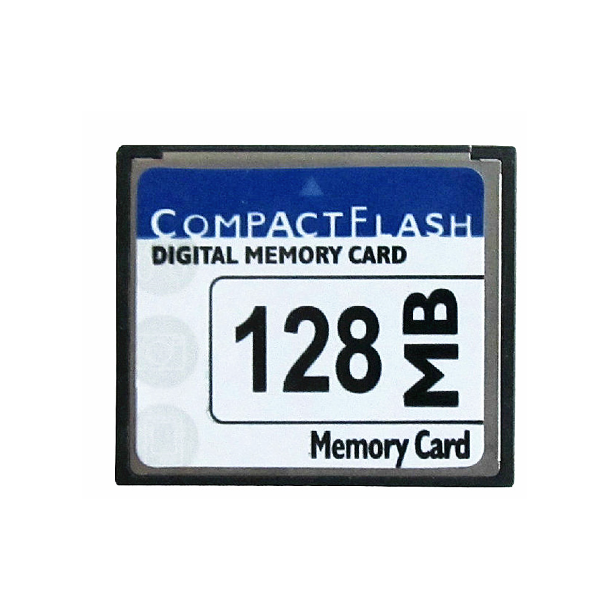 COMPACTFLASH
DIGITAL MEMORY CARD
128 MB
Memory Card